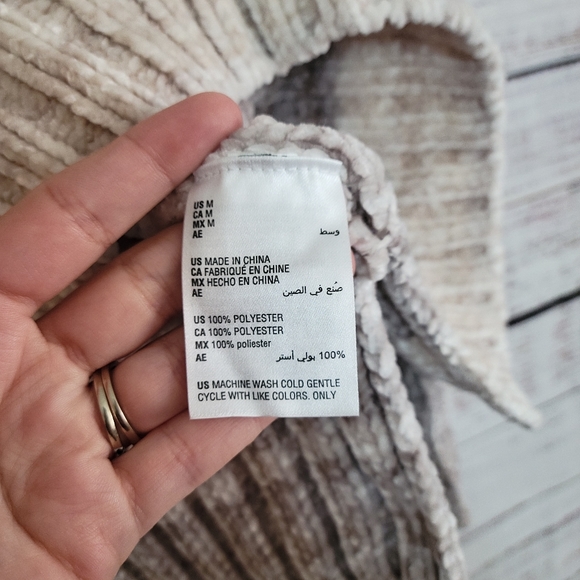 US M
CA M
MX M
AE وسط
US MADE IN CHINA
CA FABRIQUÉ EN CHINE
MX HECHO EN CHINA
AE صُنع في الصين
US 100% POLYESTER
CA 100% POLYESTER
MX 100% poliester
AE 100% بولي أستر
US MACHINE WASH COLD GENTLE
CYCLE WITH LIKE COLORS. ONLY